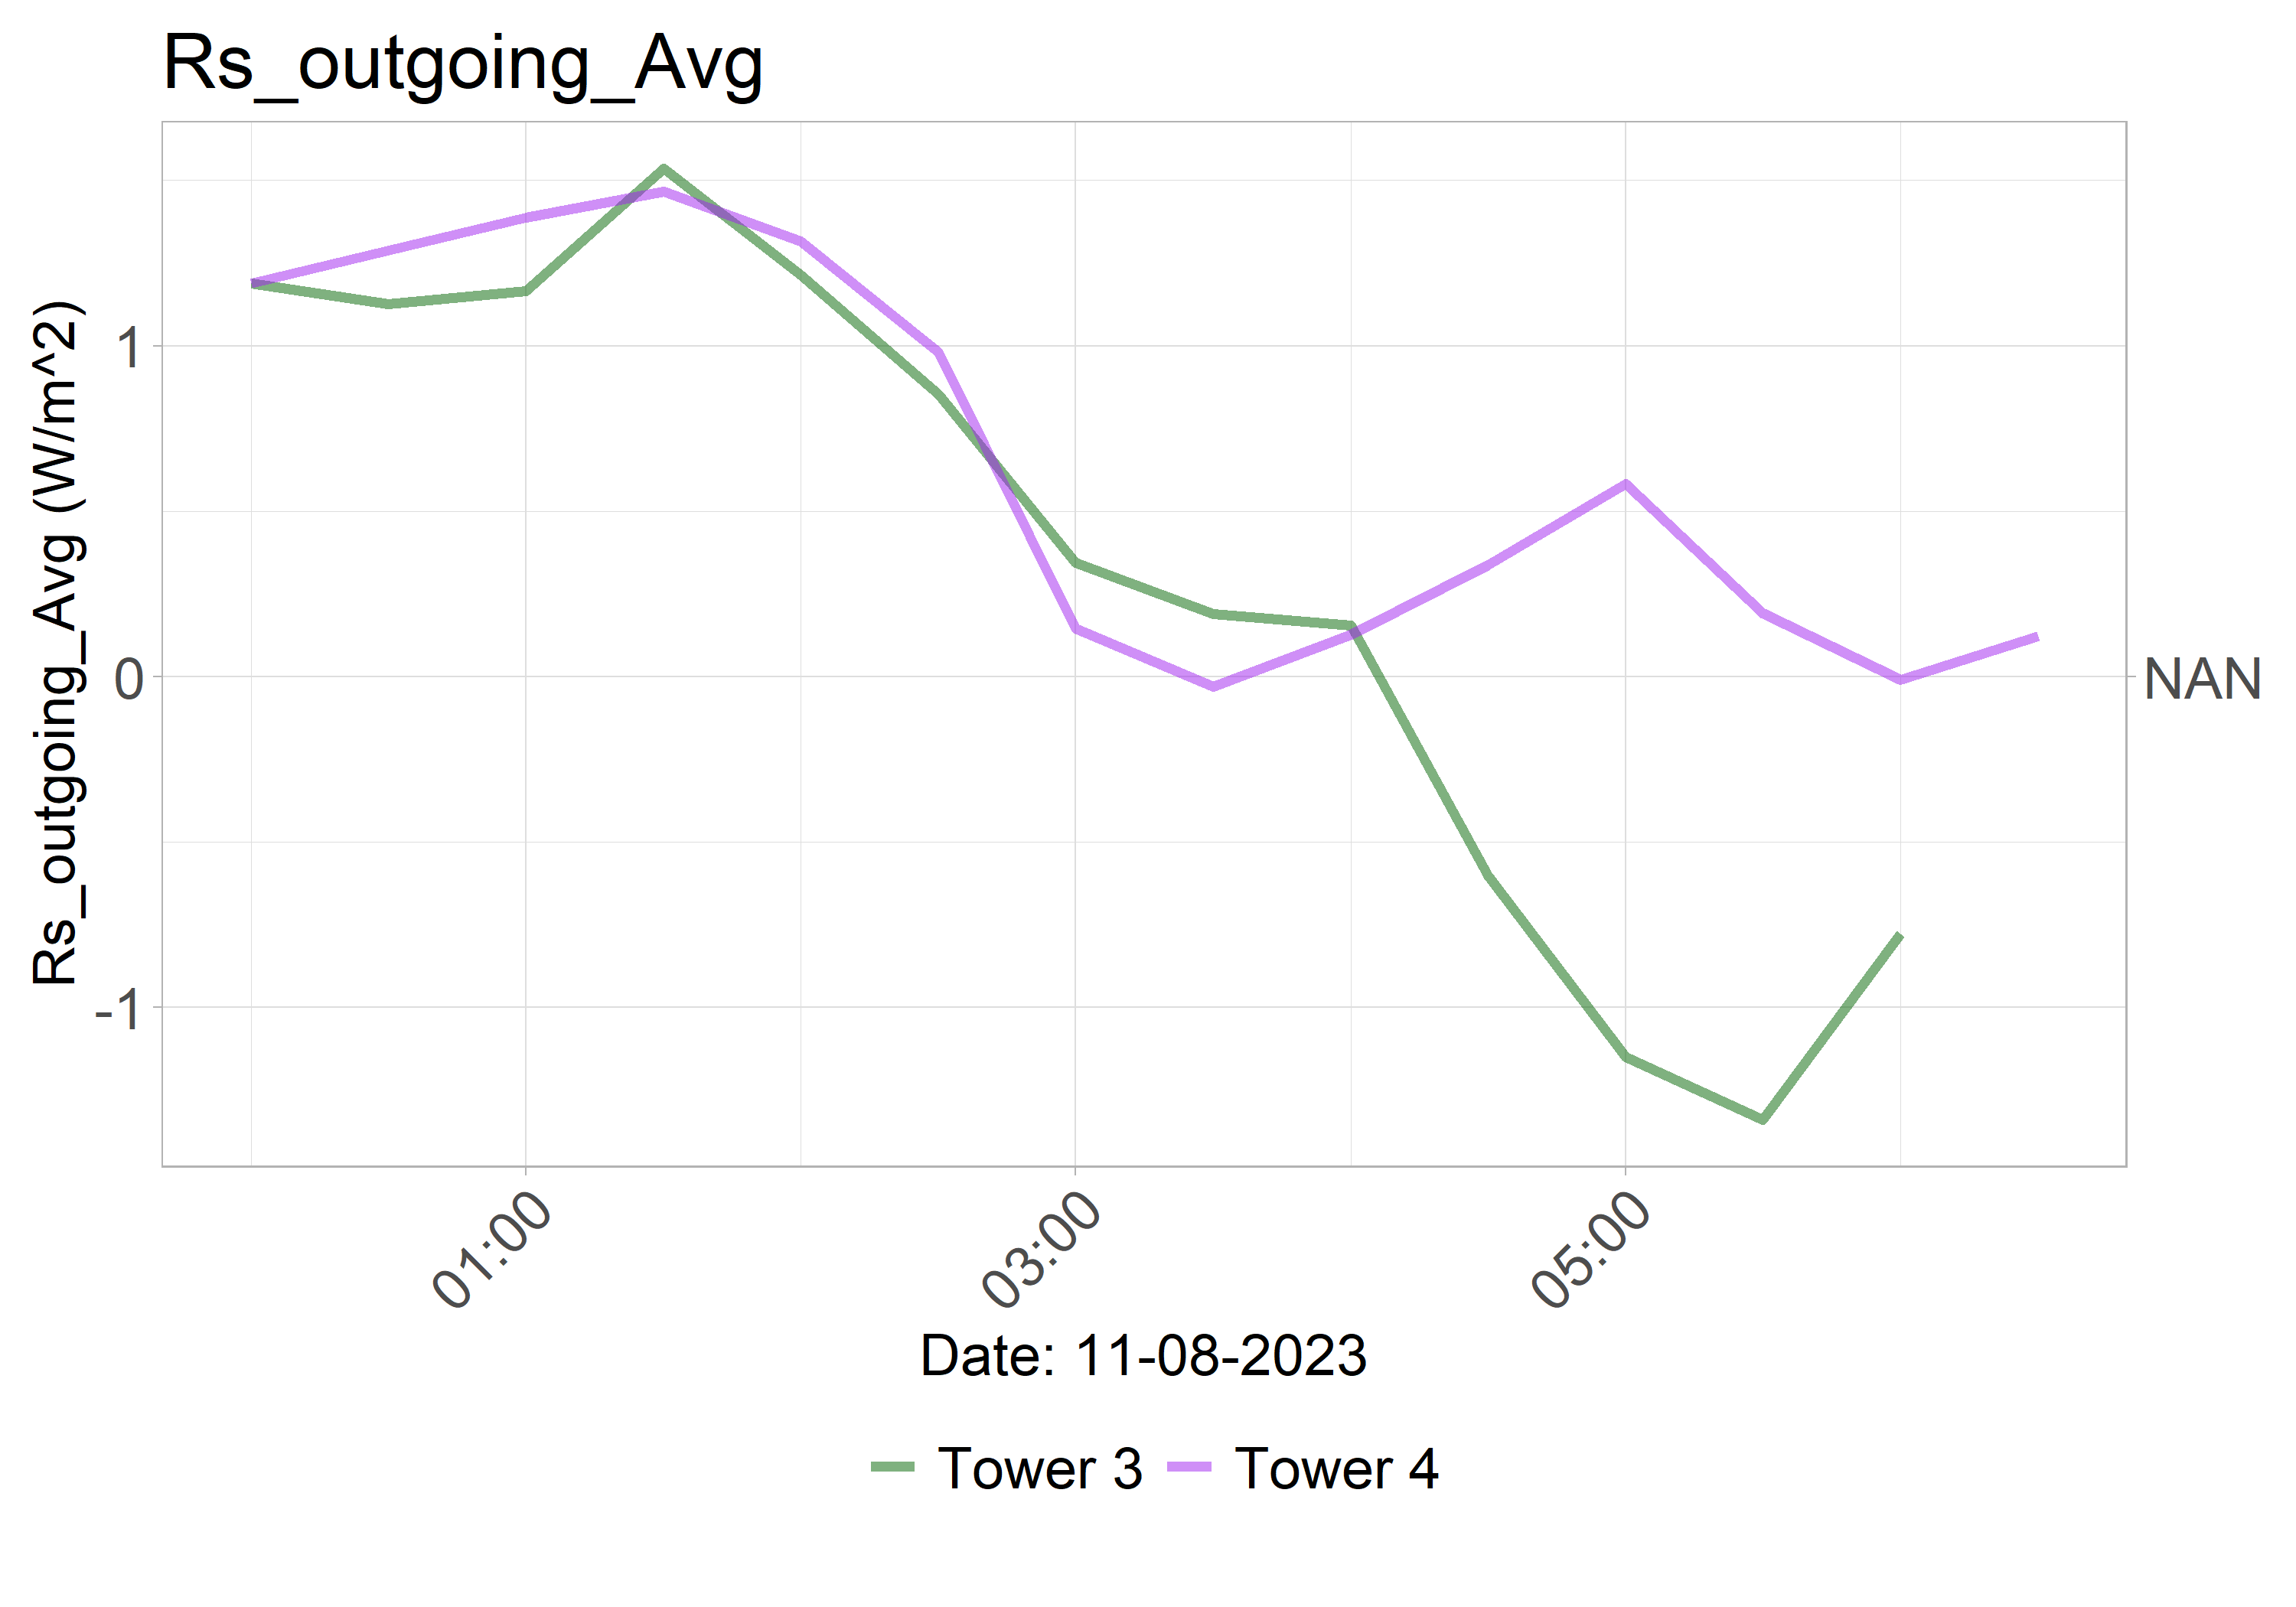 Rs_outgoing_Avg
Rs_outgoing_Avg (W/m^2)
1
0
-1
NAN
01:00
03:00
05:00
Date: 11-08-2023
Tower 3
Tower 4